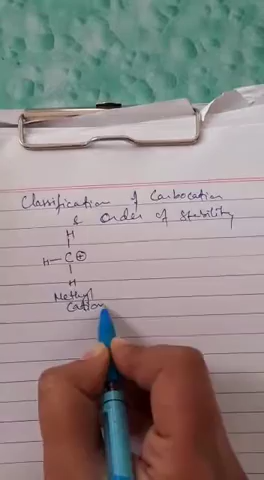 Classification of Carbocation
& Order of Stability
H
H-C⊕
H
Methyl
Cation